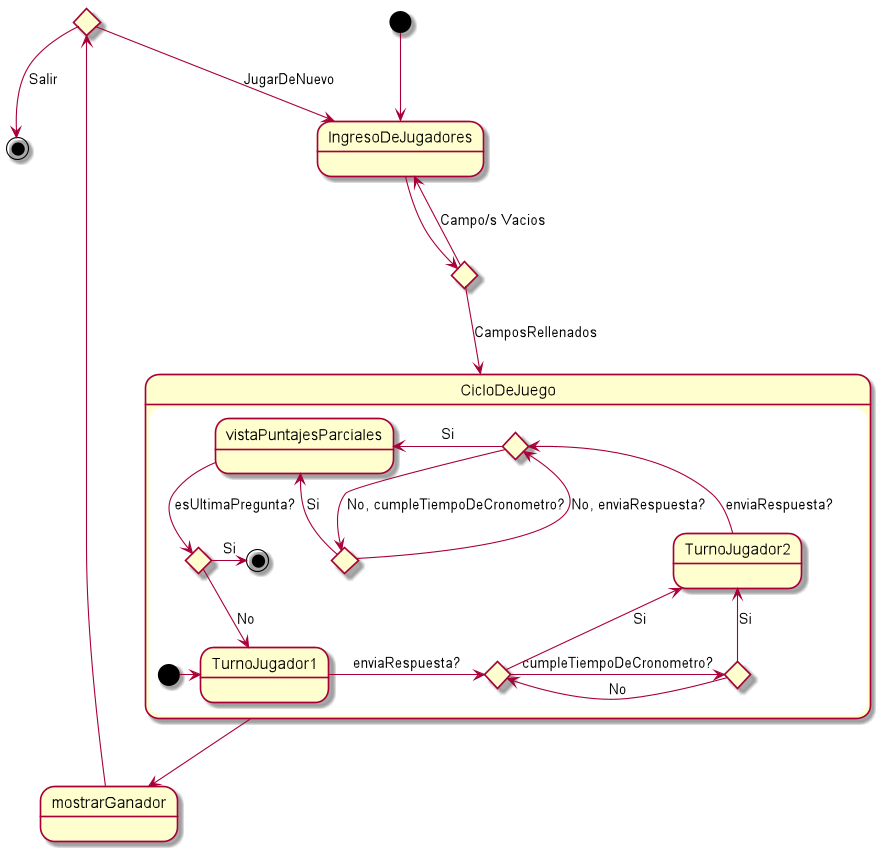 Salir
JugarDeNuevo
IngresoDeJugadores
Campo/s Vacios
CamposRellenados
CicloDeJuego
vistaPuntajesParciales
Si
esUltimaPregunta?
Si
No, cumpleTiempoDeCronometro?
No, enviaRespuesta?
enviaRespuesta?
Si
TurnoJugador2
No
Si
Si
TurnoJugador1
enviaRespuesta?
cumpleTiempoDeCronometro?
No
mostrarGanador